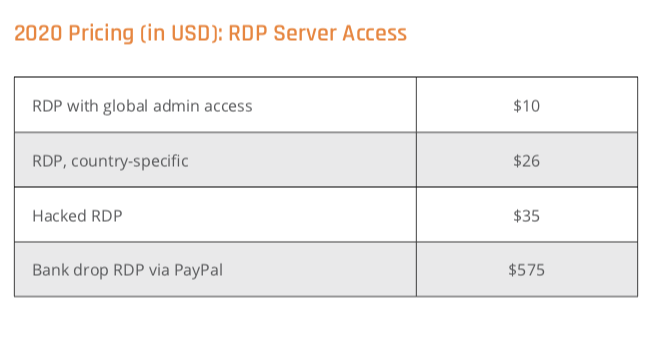 2020 Pricing (in USD): RDP Server Access
RDP with global admin access $10
RDP, country-specific $26
Hacked RDP $35
Bank drop RDP via PayPal $575